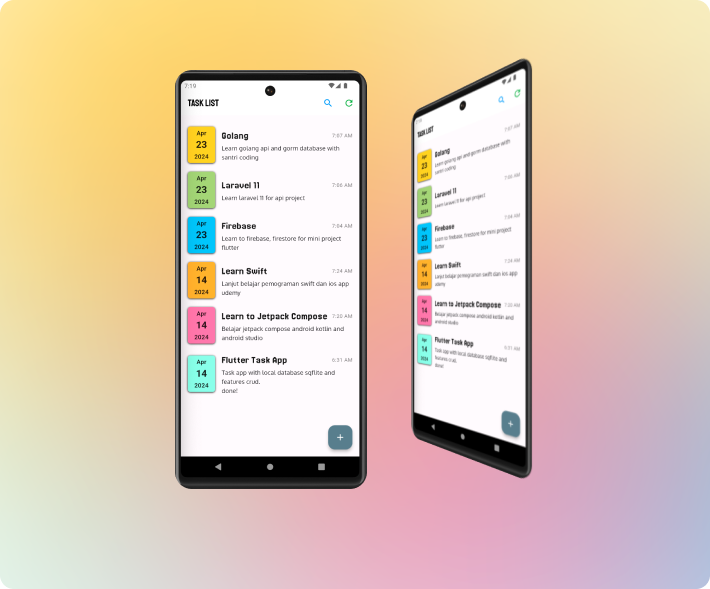 7:19
TASK LIST
Apr
23
2024
Golang
7:07 AM
Learn golang api and gorm database with
santri coding
Apr
23
2024
Laravel 11
7:06 AM
Learn laravel 11 for api project
Apr
23
2024
Firebase
7:04 AM
Learn to firebase, firestore for mini project
flutter
Apr
14
2024
Learn Swift
7:24 AM
Lanjut belajar pemograman swift dan ios app
udemy
Apr
14
2024
Learn to Jetpack Compose
7:20 AM
Belajar jetpack compose android kotlin and
android studio
Apr
14
2024
Flutter Task App
6:31 AM
Task app with local database sqflite and
features crud.
done!
+
7:19
TASK LIST
Apr
23
2024
Golang
7:07 AM
Learn golang api and gorm database with
santri coding
Apr
23
2024
Laravel 11
7:06 AM
Learn laravel 11 for api project
Apr
23
2024
Firebase
7:04 AM
Learn to firebase, firestore for mini project
flutter
Apr
14
2024
Learn Swift
7:24 AM
Lanjut belajar pemograman swift dan ios app
udemy
Apr
14
2024
Learn to Jetpack Compose
7:20 AM
Belajar jetpack compose android kotlin and
android studio
Apr
14
2024
Flutter Task App
6:31 AM
Task app with local database sqflite and
features crud.
done!
+